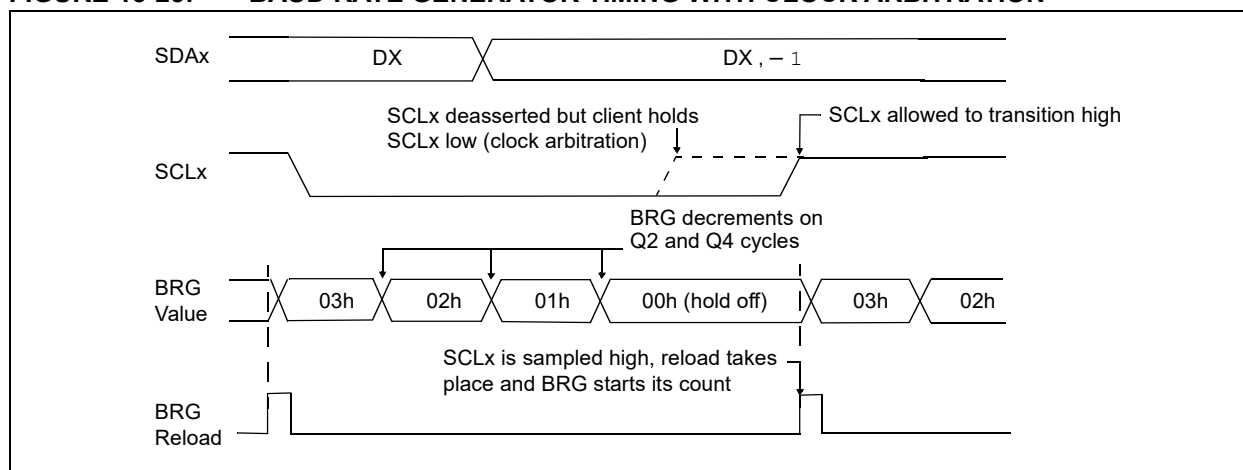 BAUD RATE GENERATOR TIMING WITH CLOCK ARBITRATION
SDAx
DX
DX , – 1
SCLx deasserted but client holds
SCLx low (clock arbitration)
SCLx allowed to transition high
SCLx
BRG decrements on
Q2 and Q4 cycles
BRG
Value
03h
02h
01h
00h (hold off)
03h
02h
SCLx is sampled high, reload takes
place and BRG starts its count
BRG
Reload